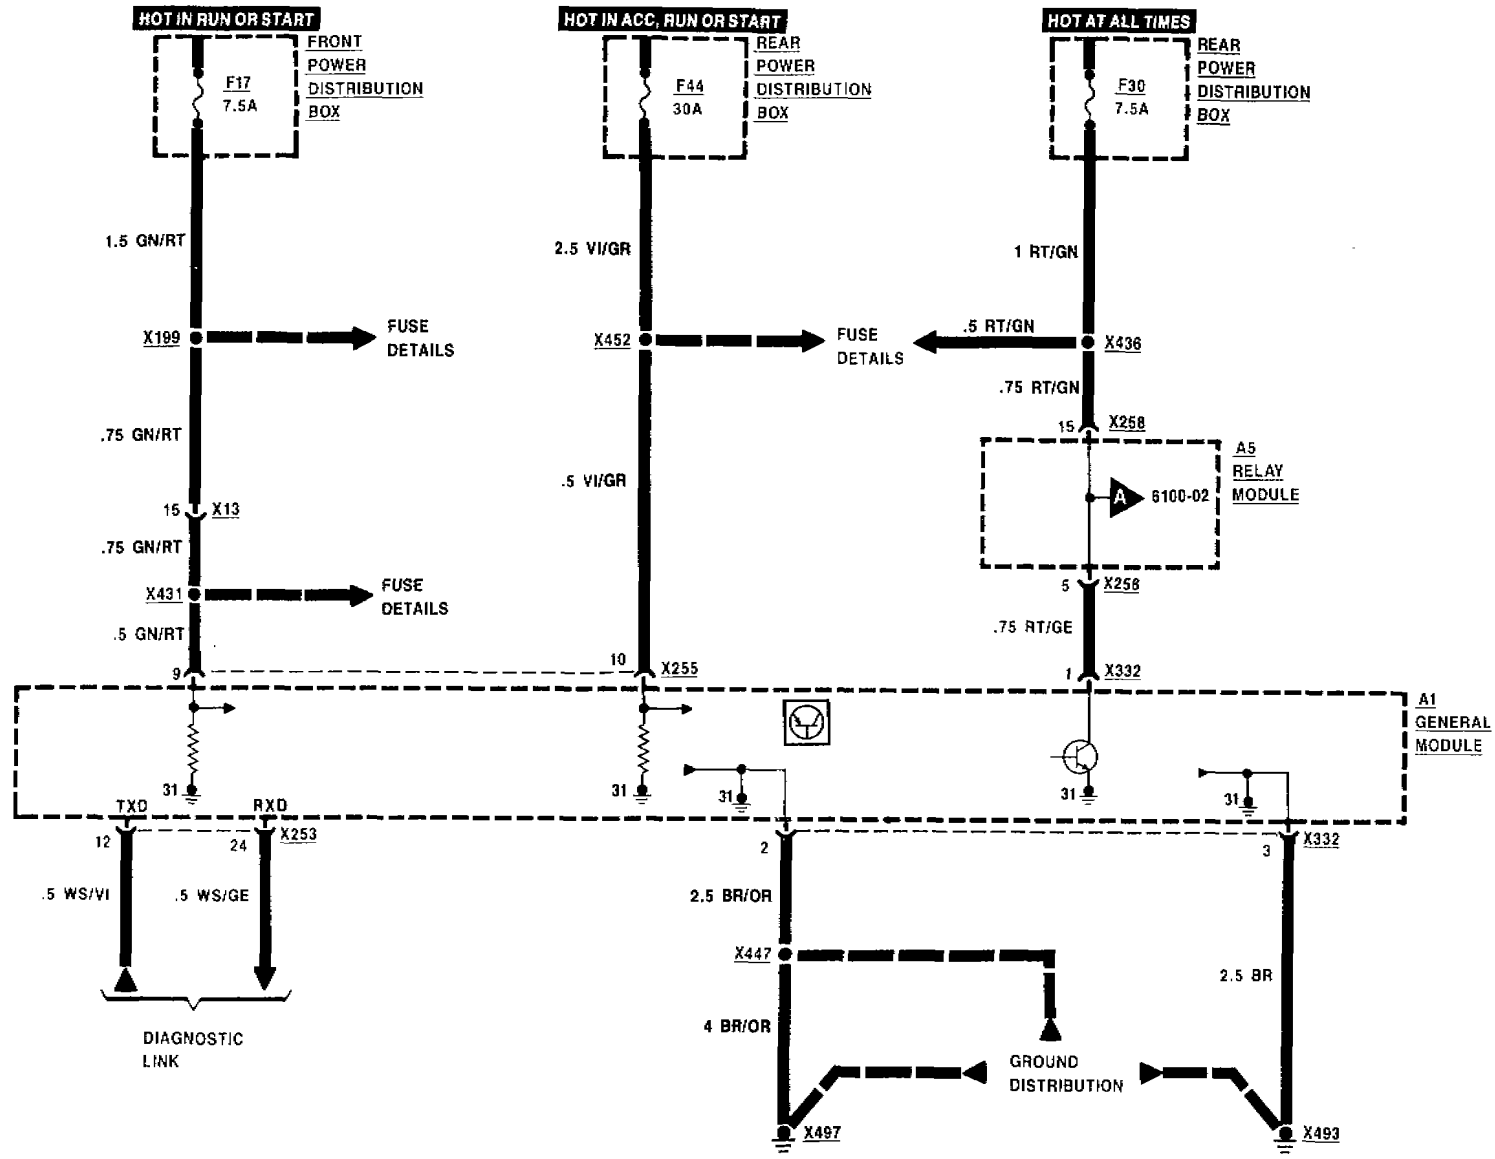 HOT IN RUN OR START
HOT IN ACC, RUN OR START
HOT AT ALL TIMES
FRONT
POWER
DISTRIBUTION
BOX
F17
7.5A
REAR
POWER
DISTRIBUTION
BOX
F44
30A
REAR
POWER
DISTRIBUTION
BOX
F30
7.5A
1.5 GN/RT
2.5 VI/GR
1 RT/GN
X199
FUSE
DETAILS
X452
FUSE
DETAILS
.5 RT/GN
X436
.75 RT/GN
.75 GN/RT
15
X258
A5
RELAY
MODULE
A
6100-02
.5 VI/GR
15
X13
.75 GN/RT
X431
FUSE
DETAILS
5
X256
.5 GN/RT
.75 RT/GE
9
10
X255
1
X332
A1
GENERAL
MODULE
31
31
31
31
31
TXD
RXD
12
24
X253
2
3
X332
.5 WS/VI
.5 WS/GE
2.5 BR/OR
X447
2.5 BR
4 BR/OR
DIAGNOSTIC
LINK
GROUND
DISTRIBUTION
X497
X493